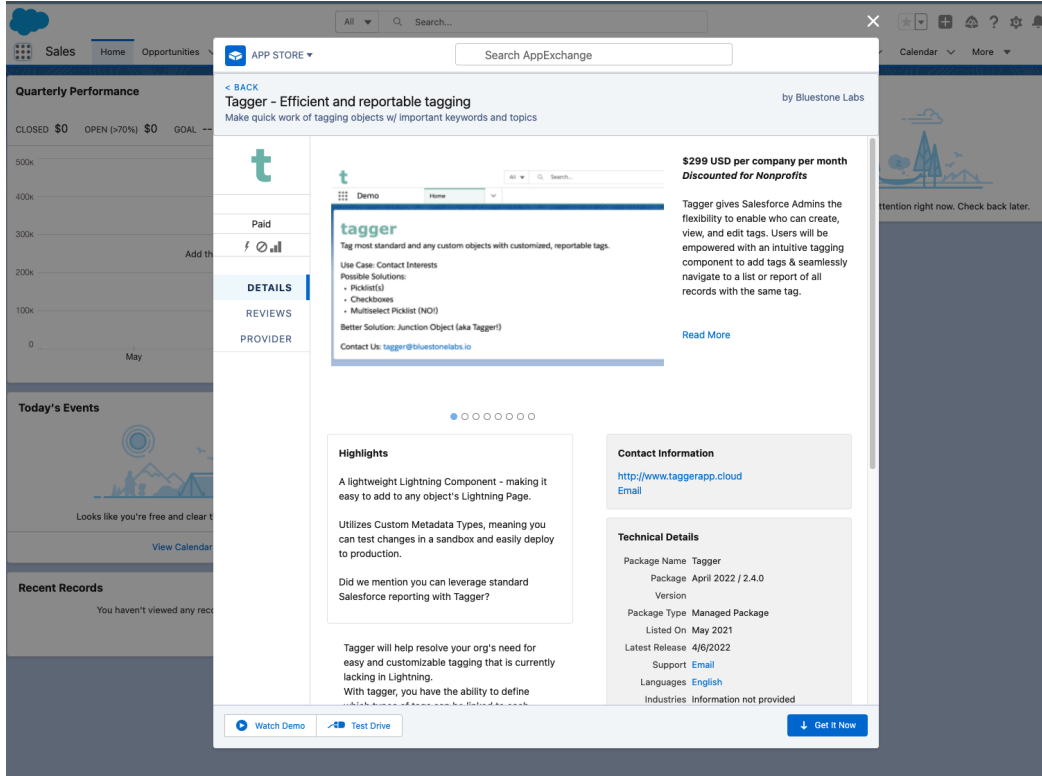 All
Search...
Sales
Home
Opportunities
Calendar
More
Quarterly Performance
CLOSED $0 OPEN (>70%) $0 GOAL --
500K
400K
300K
Add th
200K
100K
0
May
Today's Events
Looks like you're free and clear t
View Calendar
Recent Records
You haven't viewed any reco
ttention right now. Check back later.
APP STORE
Search AppExchange
< BACK
Tagger - Efficient and reportable tagging
by Bluestone Labs
Make quick work of tagging objects w/ important keywords and topics
t
Paid
DETAILS
REVIEWS
PROVIDER
t
All
Search...
Demo
Home
tagger
Tag most standard and any custom objects with customized, reportable tags.
Use Case: Contact Interests
Possible Solutions:
• Picklist(s)
• Checkboxes
• Multiselect Picklist (NO!)
Better Solution: Junction Object (aka Tagger!)
Contact Us: tagger@bluestonelabs.io
$299 USD per company per month
Discounted for Nonprofits
Tagger gives Salesforce Admins the
flexibility to enable who can create,
view, and edit tags. Users will be
empowered with an intuitive tagging
component to add tags & seamlessly
navigate to a list or report of all
records with the same tag.
Read More
Highlights
A lightweight Lightning Component - making it
easy to add to any object's Lightning Page.
Utilizes Custom Metadata Types, meaning you
can test changes in a sandbox and easily deploy
to production.
Did we mention you can leverage standard
Salesforce reporting with Tagger?
Tagger will help resolve your org's need for
easy and customizable tagging that is currently
lacking in Lightning.
With tagger, you have the ability to define
which types of tags can be linked to each
Contact Information
http://www.taggerapp.cloud
Email
Technical Details
Package Name Tagger
Package April 2022 / 2.4.0
Version
Package Type Managed Package
Listed On May 2021
Latest Release 4/6/2022
Support Email
Languages English
Industries Information not provided
Watch Demo
Test Drive
Get It Now